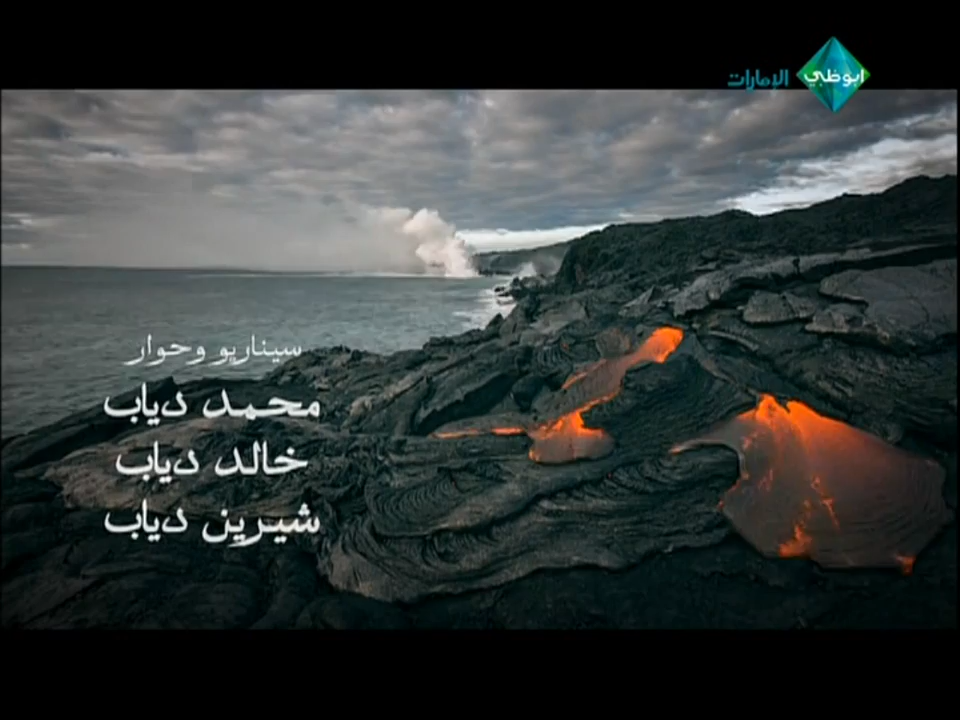 ابوظبي الإمارات
سيناريو وحوار
محمد دياب
خالد دياب
شيرين دياب